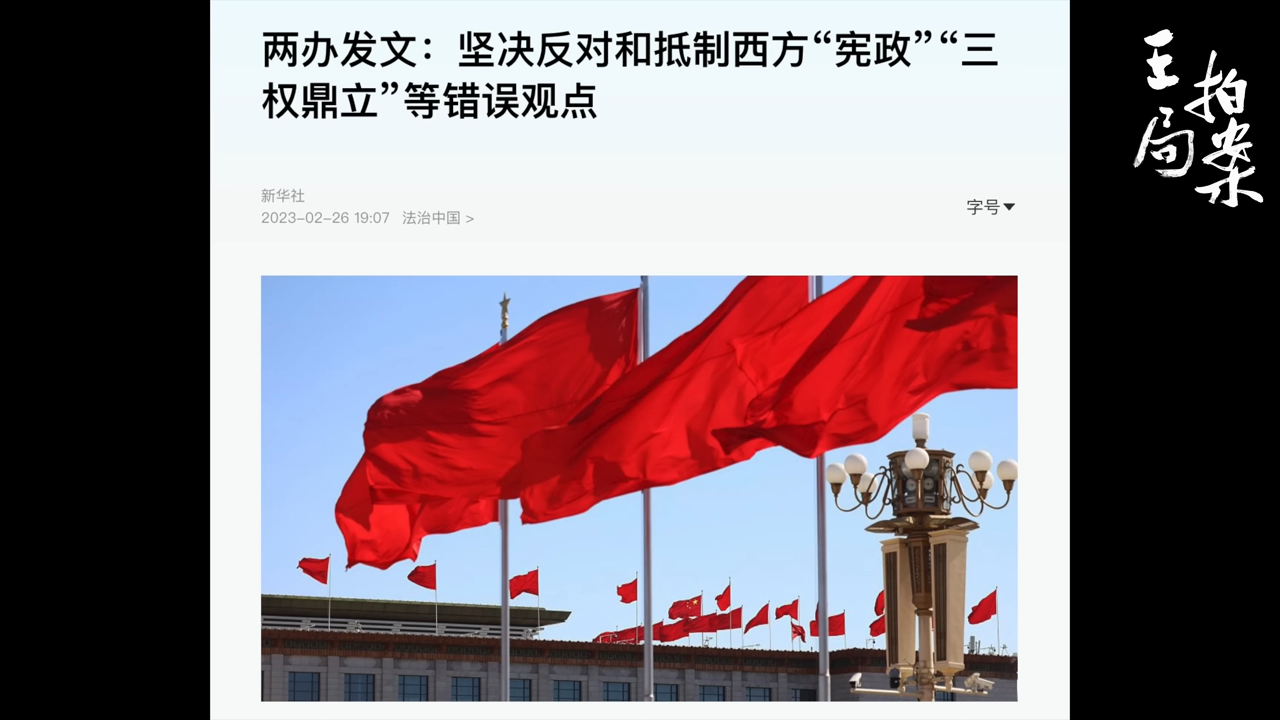 两办发文：坚决反对和抵制西方“宪政”“三
权鼎立”等错误观点
新华社
2023-02-26 19:07 法治中国 >
字号
王局
拍案